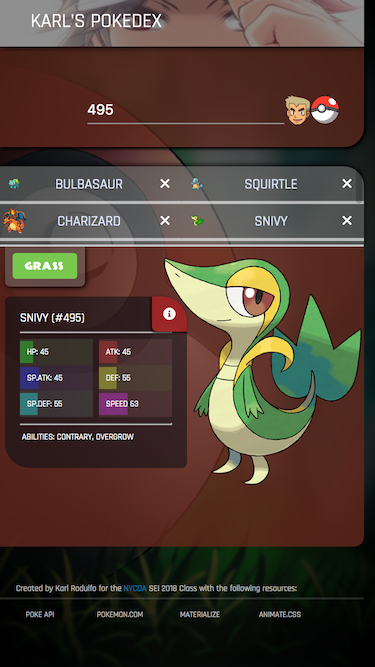 KARL'S POKEDEX
495
BULBASAUR ✕ SQUIRTLE ✕
CHARIZARD ✕ SNIVY ✕
GRASS
SNIVY (#495)
HP: 45 ATK: 45
SP.ATK: 45 DEF: 55
SP.DEF: 55 SPEED 63
ABILITIES: CONTRARY, OVERGROW
Created by Karl Rodulfo for the NYCDA SEI 2018 Class with the following resources:
POKE API POKEMON.COM MATERIALIZE ANIMATE.CSS